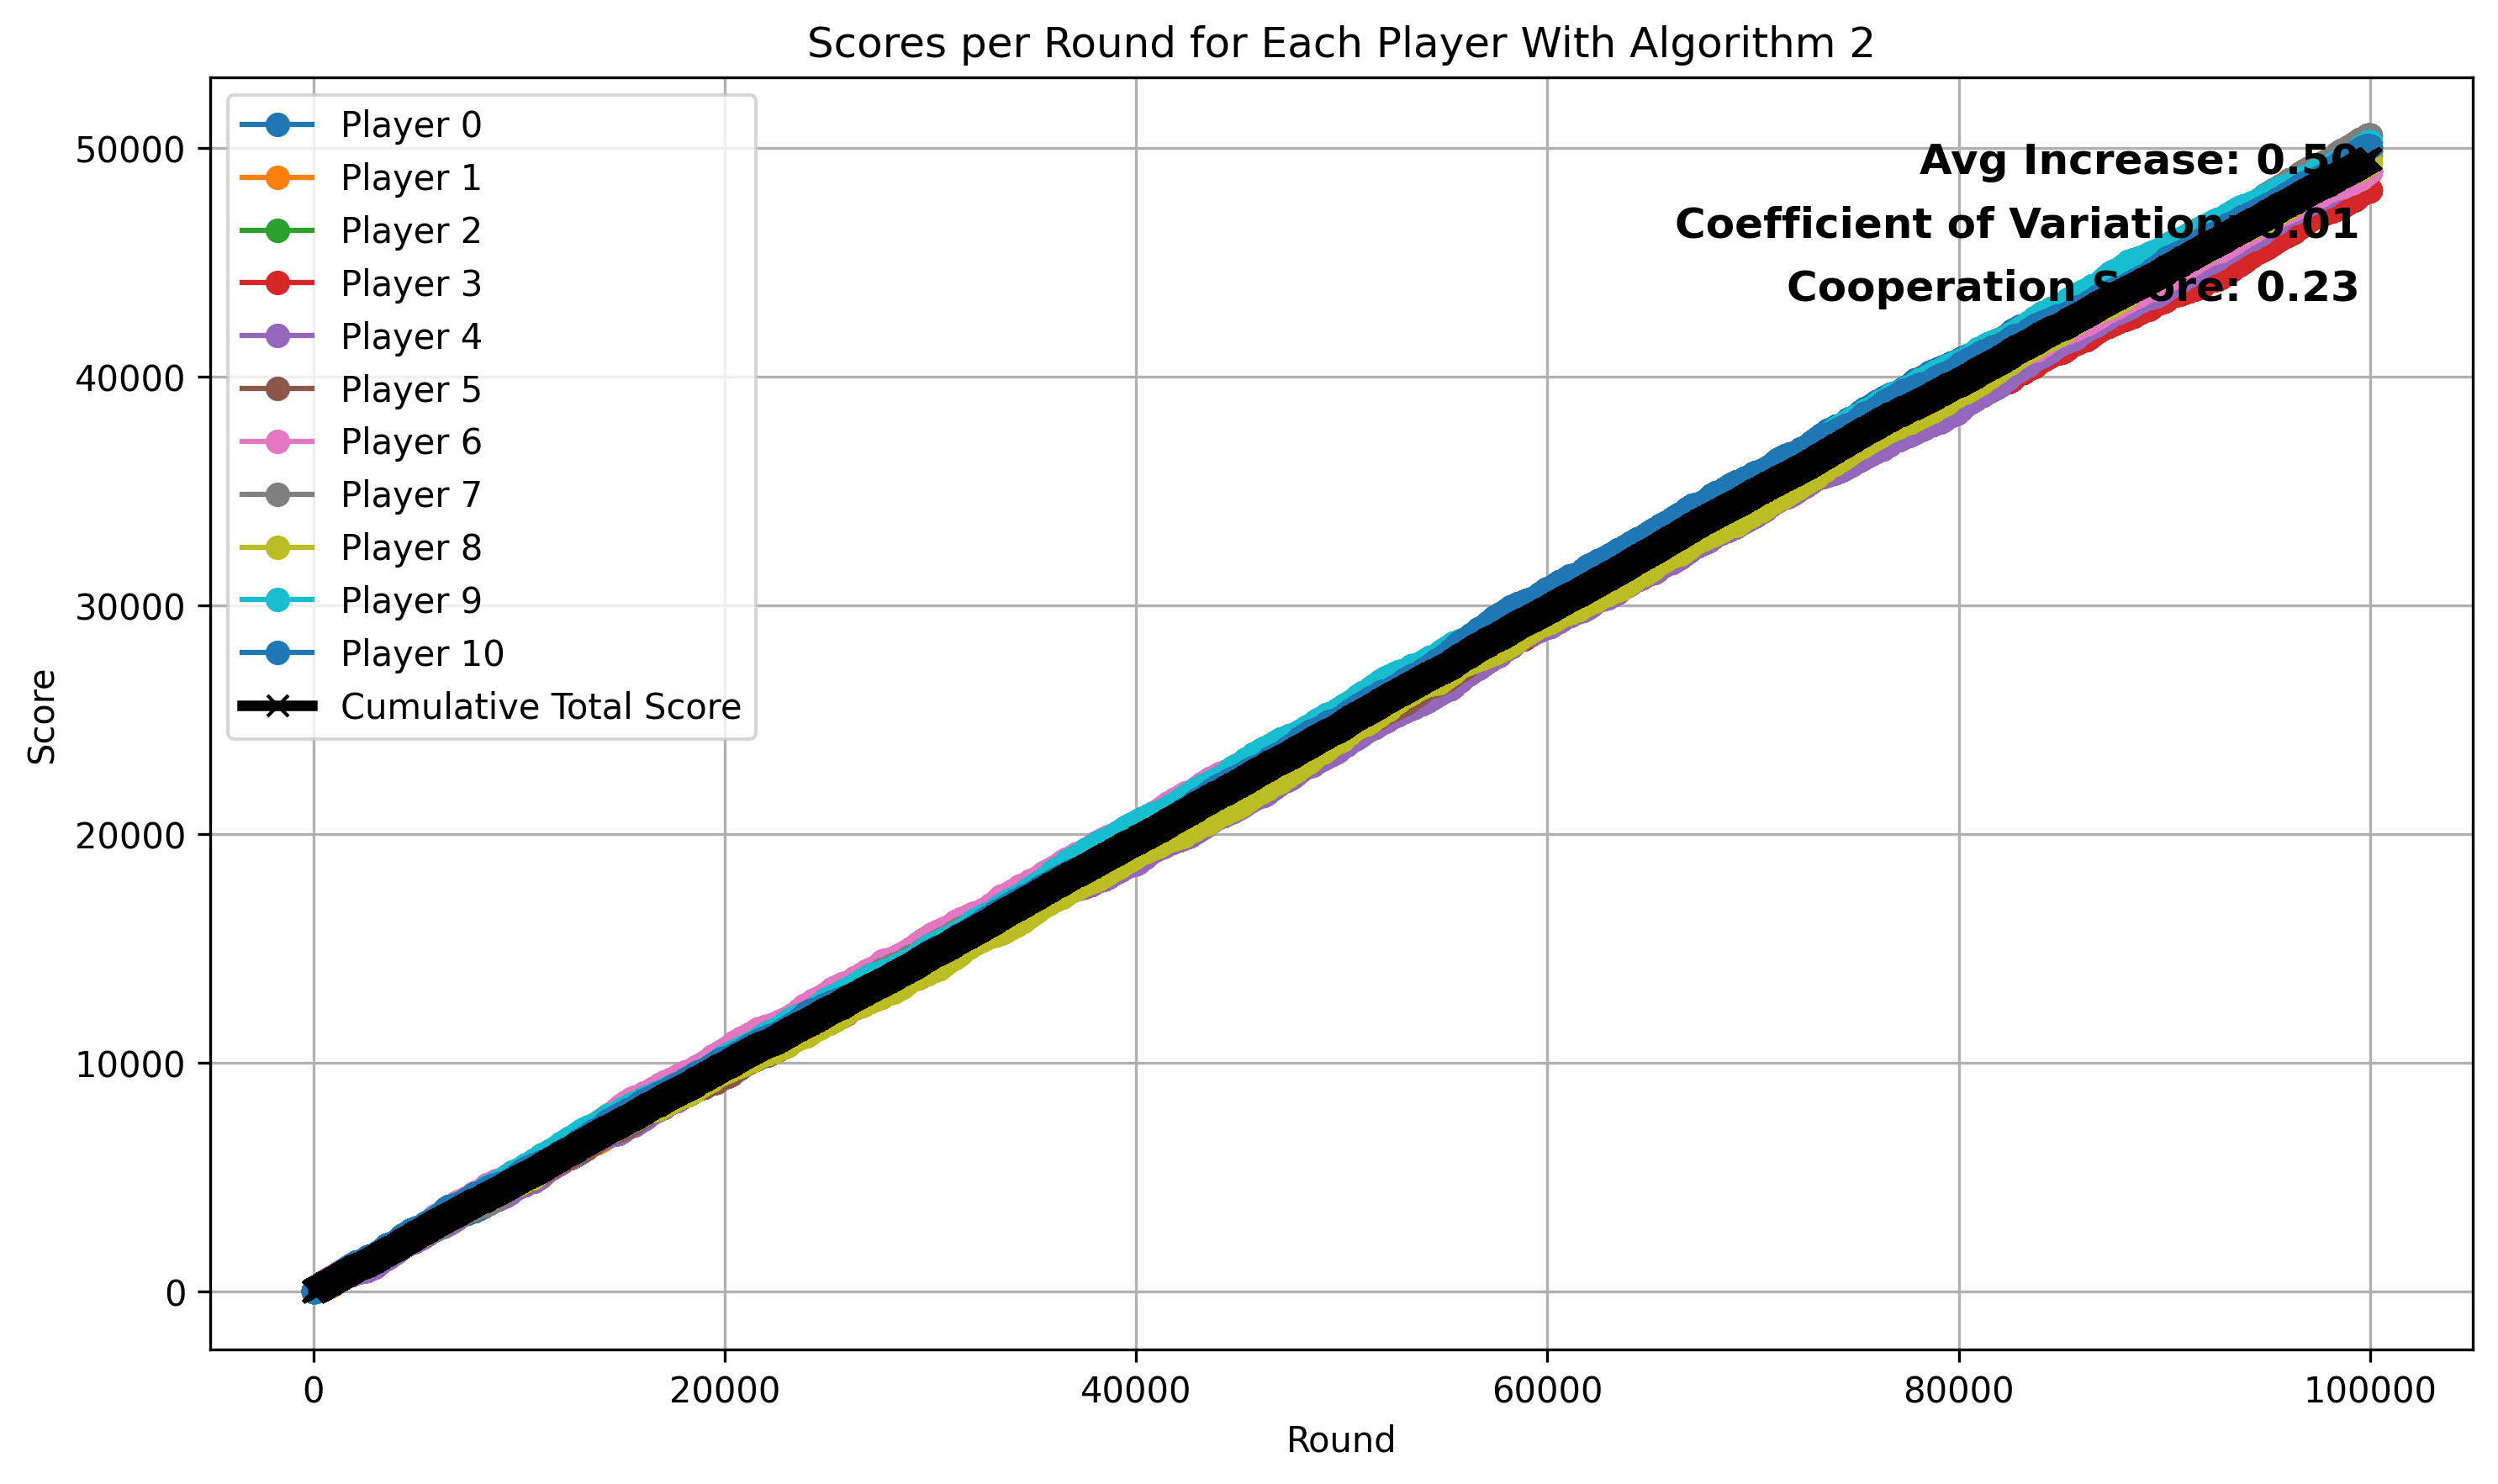 Scores per Round for Each Player With Algorithm 2
Player 0
Player 1
Player 2
Player 3
Player 4
Player 5
Player 6
Player 7
Player 8
Player 9
Player 10
Cumulative Total Score
Avg Increase: 0.50
Coefficient of Variation: 0.01
Cooperation Score: 0.23
50000
40000
30000
20000
10000
0
Score
0
20000
40000
60000
80000
100000
Round